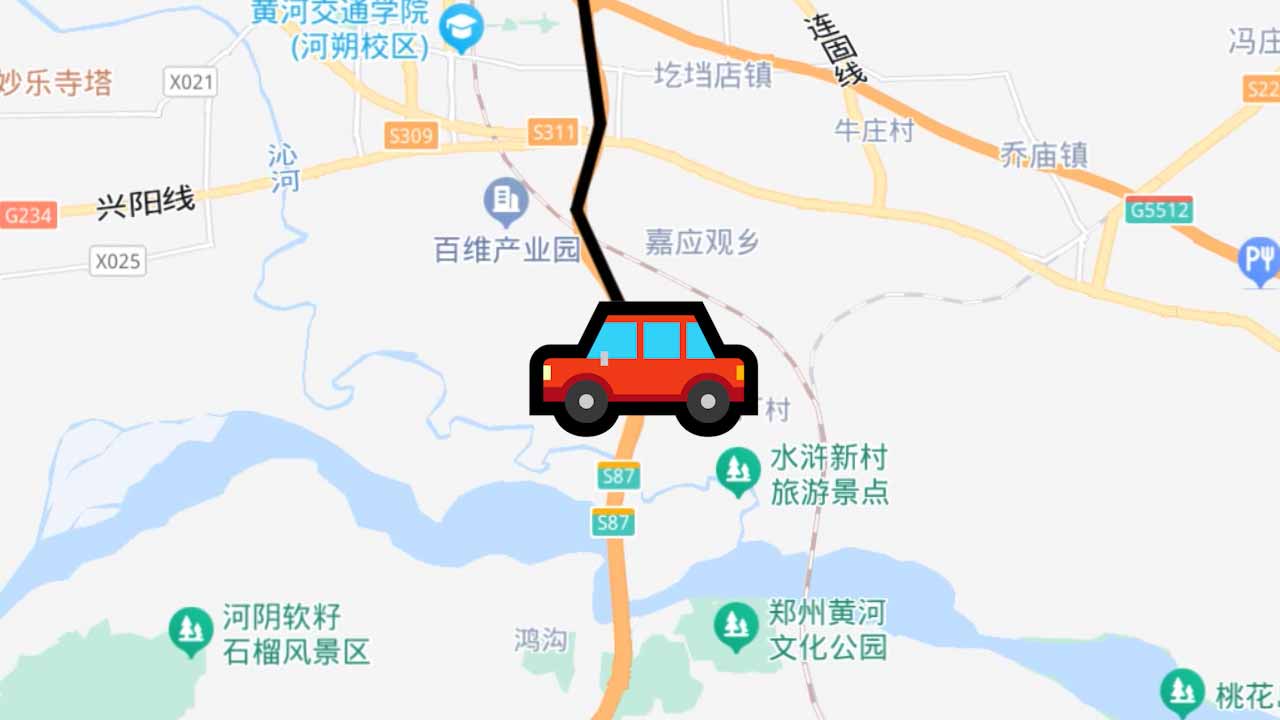 黄河交通学院
(河朔校区)
连固线
冯庄
圪垱店镇
妙乐寺塔
X021
S22
牛庄村
S309
S311
沁河
乔庙镇
兴阳线
G234
G5512
百维产业园
嘉应观乡
X025
村
水浒新村
旅游景点
S87
S87
河阴软籽
石榴风景区
鸿沟
郑州黄河
文化公园
桃花